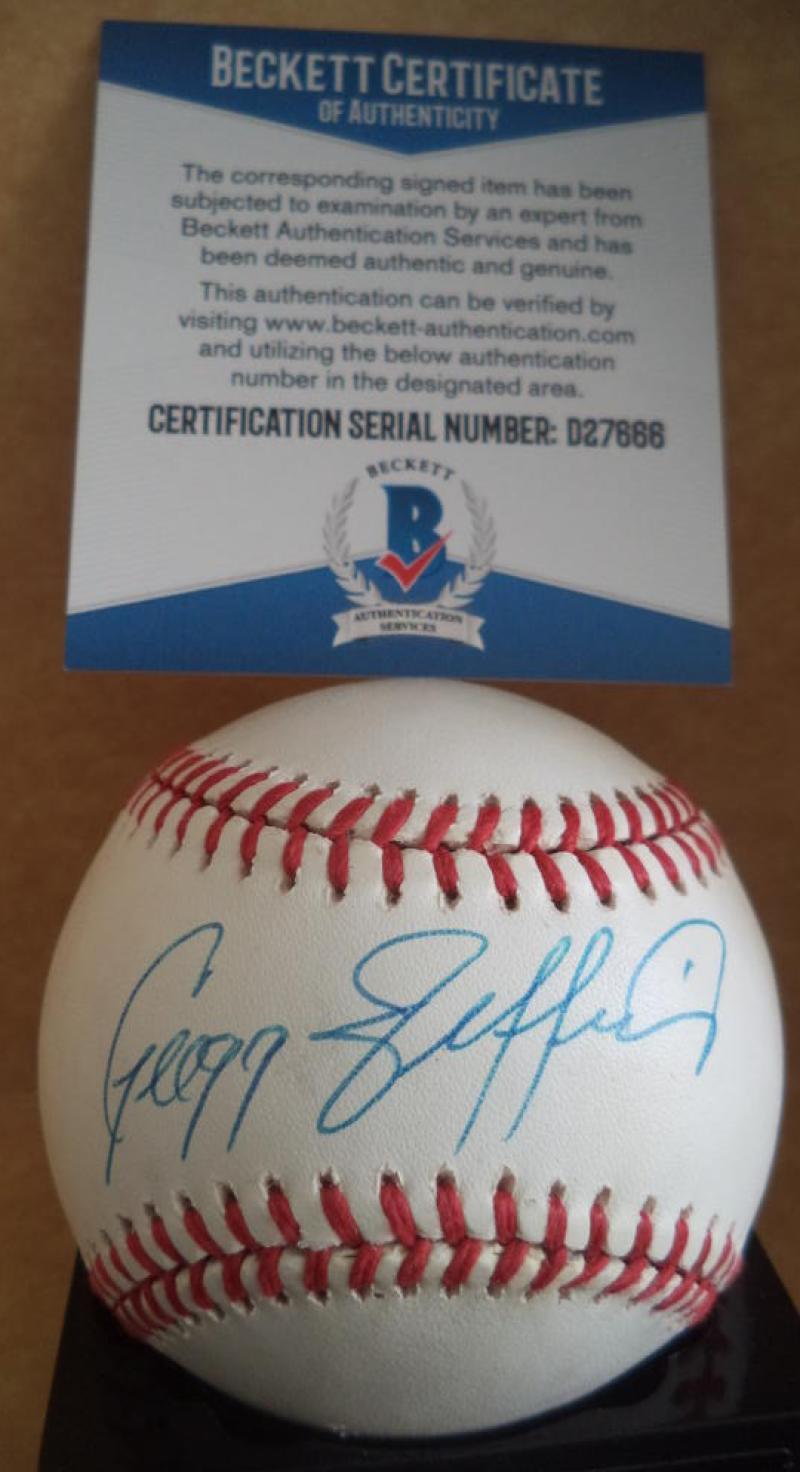 BECKETT CERTIFICATE
OF AUTHENTICITY
The corresponding signed item has been
subjected to examination by an expert from
Beckett Authentication Services and has
been deemed authentic and genuine.
This authentication can be verified by
visiting www.beckett-authentication.com
and utilizing the below authentication
number in the designated area.
CERTIFICATION SERIAL NUMBER: D27666
BECKETT
B
AUTHENTICATION
SERVICES
Gregg Jefferies